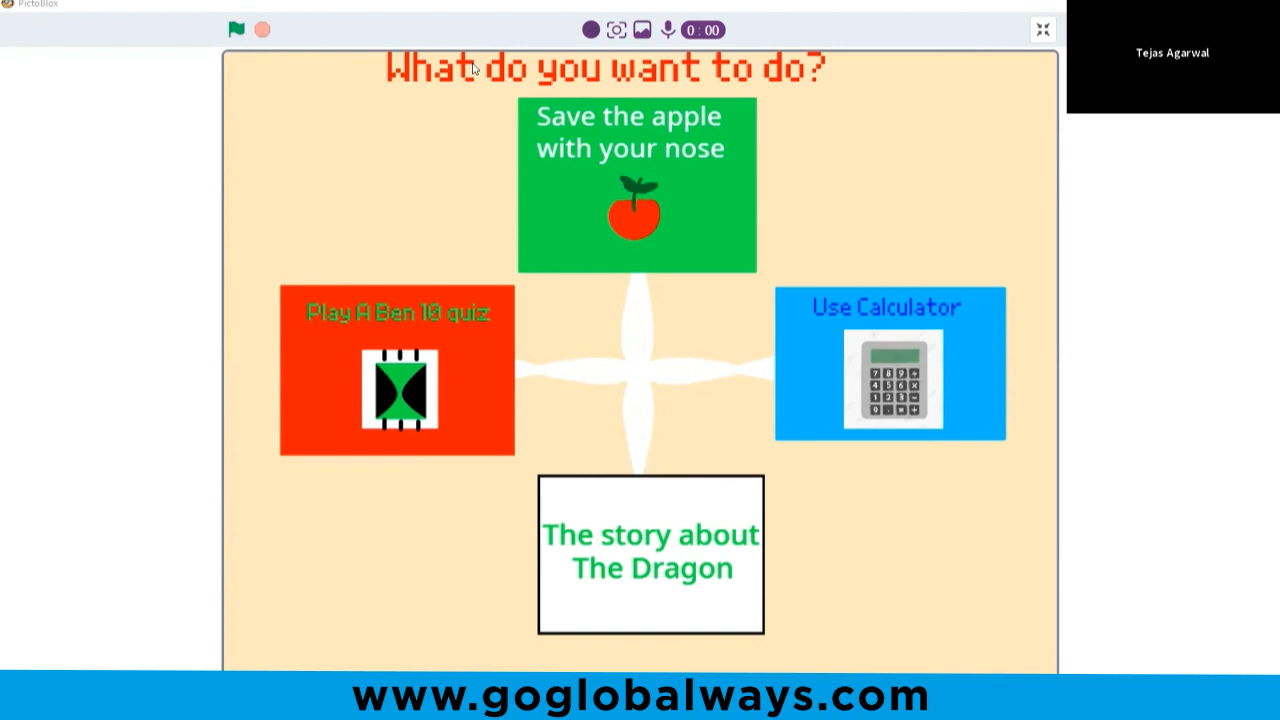 PictoBlox
0:00
Tejas Agarwal
What do you want to do?
Save the apple
with your nose
Play A Ben 10 quiz
Use Calculator
7 8 9 +
4 5 6 ×
1 2 3 −
The story about
The Dragon
www.goglobalways.com